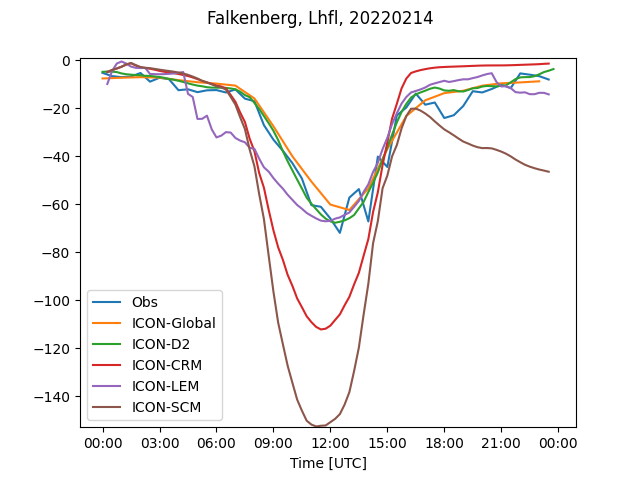 Falkenberg, Lhfl, 20220214
0
−20
−40
−60
−80
−100
−120
−140
Obs
ICON-Global
ICON-D2
ICON-CRM
ICON-LEM
ICON-SCM
00:00 03:00 06:00 09:00 12:00 15:00 18:00 21:00 00:00
Time [UTC]